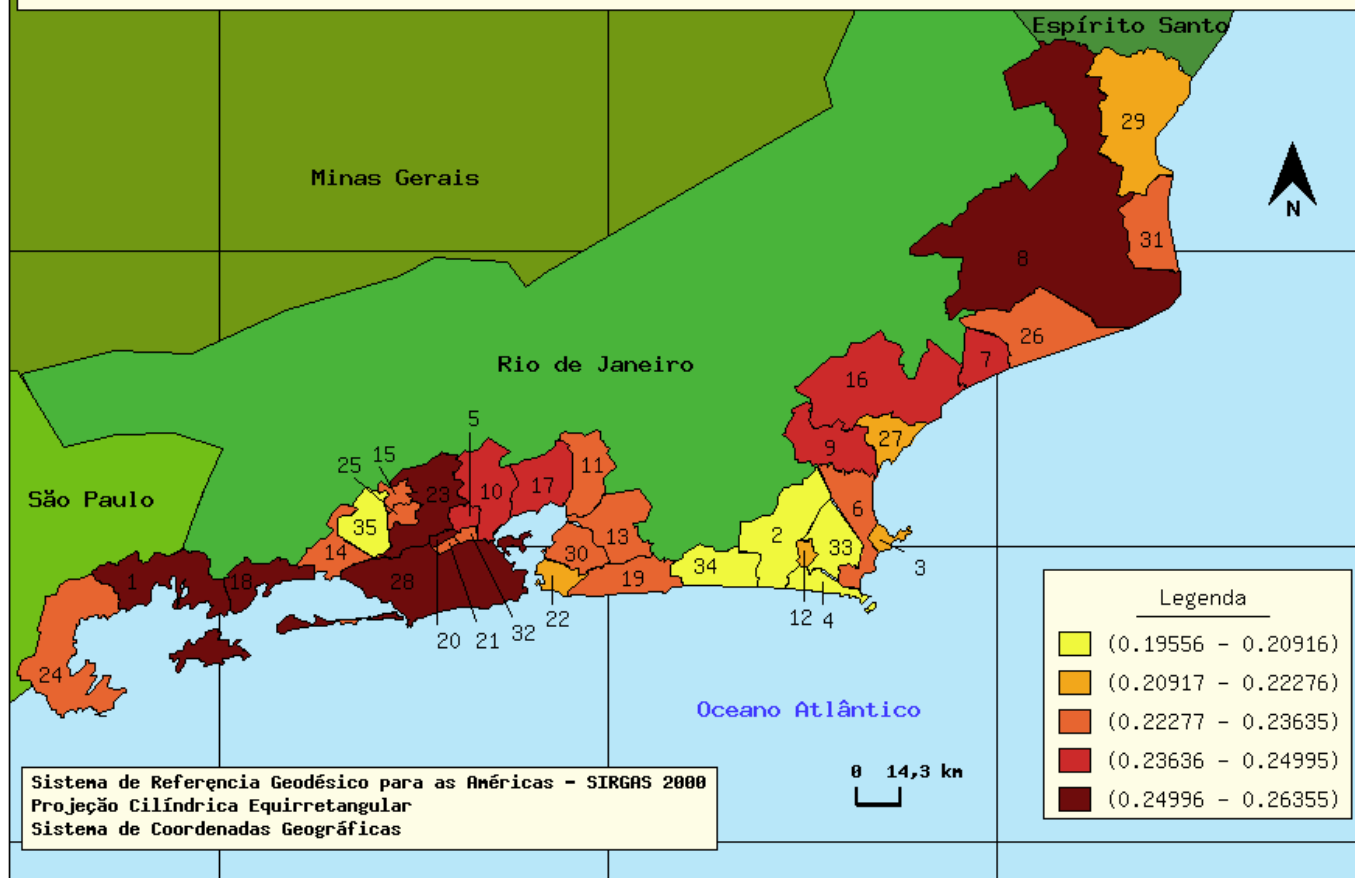 Espírito Santo
29
Minas Gerais
N
31
8
26
Rio de Janeiro
7
16
5
27
15
9
25
11
São Paulo
23
10
17
6
35
13
2
14
30
33
34
1
18
28
19
3
22
12
4
20
21
32
24
Oceano Atlântico
0 14,3 km
Legenda
(0.19556 - 0.20916)
(0.20917 - 0.22276)
(0.22277 - 0.23635)
(0.23636 - 0.24995)
(0.24996 - 0.26355)
Sistema de Referencia Geodésico para as Américas - SIRGAS 2000
Projeção Cilíndrica Equirretangular
Sistema de Coordenadas Geográficas